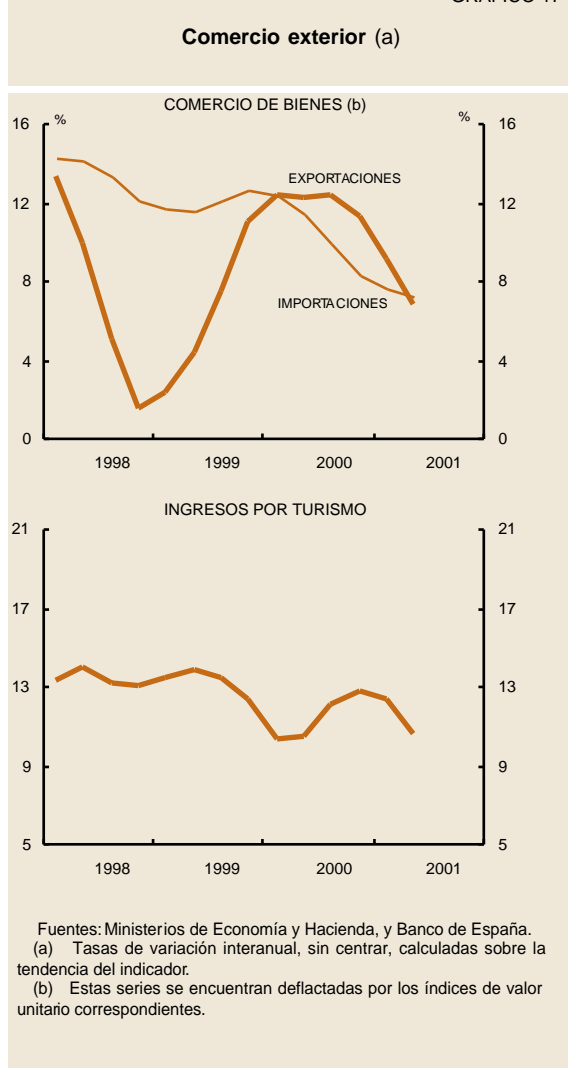 Comercio exterior (a)
COMERCIO DE BIENES (b)
% %
16 16
EXPORTACIONES
12 12
8 8
IMPORTACIONES
4 4
0 0
1998 1999 2000 2001
INGRESOS POR TURISMO
21 21
17 17
13 13
9 9
5 5
1998 1999 2000 2001
Fuentes: Ministerios de Economía y Hacienda, y Banco de España.
(a) Tasas de variación interanual, sin centrar, calculadas sobre la
tendencia del indicador.
(b) Estas series se encuentran deflactadas por los índices de valor
unitario correspondientes.